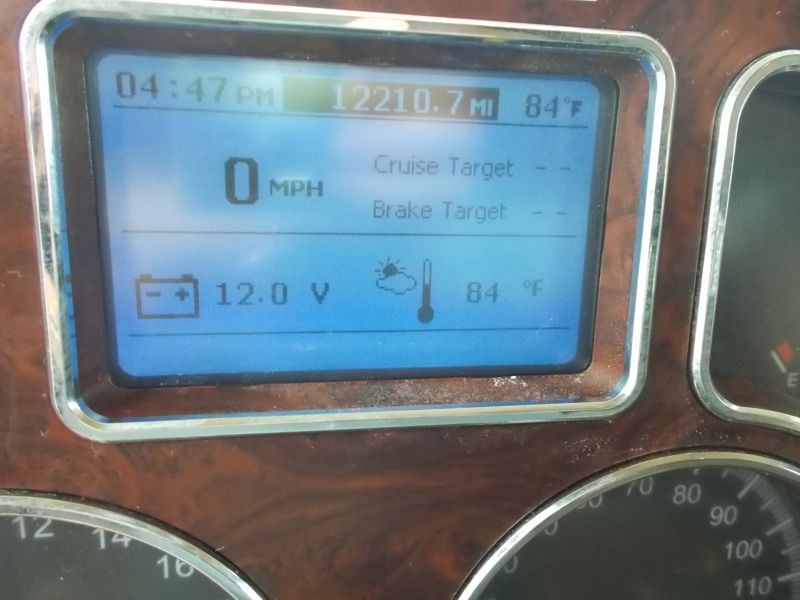 04:47 PM 12210.7 MI 84°F
0 MPH
Cruise Target - -
Brake Target - -
- + 12.0 V 84 °F
E
12 14 16
70 80 90 100 110